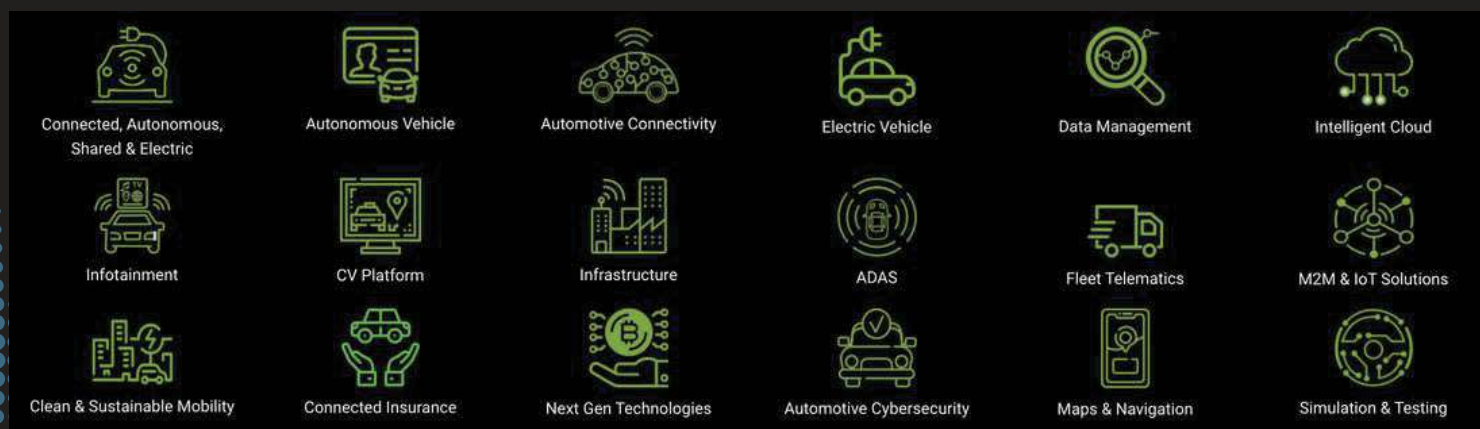 Connected, Autonomous,
Shared & Electric
Autonomous Vehicle
Automotive Connectivity
Electric Vehicle
Data Management
Intelligent Cloud
TV
Infotainment
CV Platform
Infrastructure
ADAS
Fleet Telematics
M2M & IoT Solutions
Clean & Sustainable Mobility
Connected Insurance
Next Gen Technologies
Automotive Cybersecurity
Maps & Navigation
Simulation & Testing